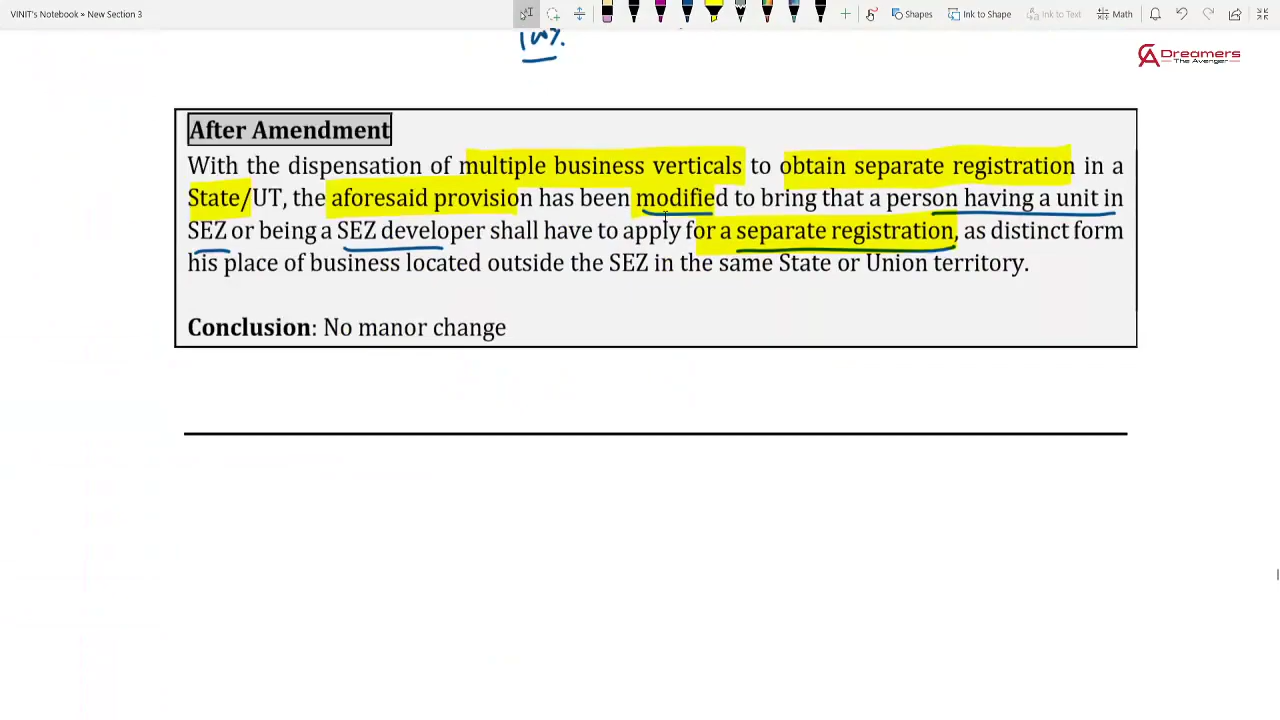 VINIT's Notebook » New Section 3
Shapes
Ink to Shape
Ink to Text
Math
CA Dreamers
The Avenger
After Amendment
With the dispensation of multiple business verticals to obtain separate registration in a
State/UT, the aforesaid provision has been modified to bring that a person having a unit in
SEZ or being a SEZ developer shall have to apply for a separate registration, as distinct form
his place of business located outside the SEZ in the same State or Union territory.
Conclusion: No manor change